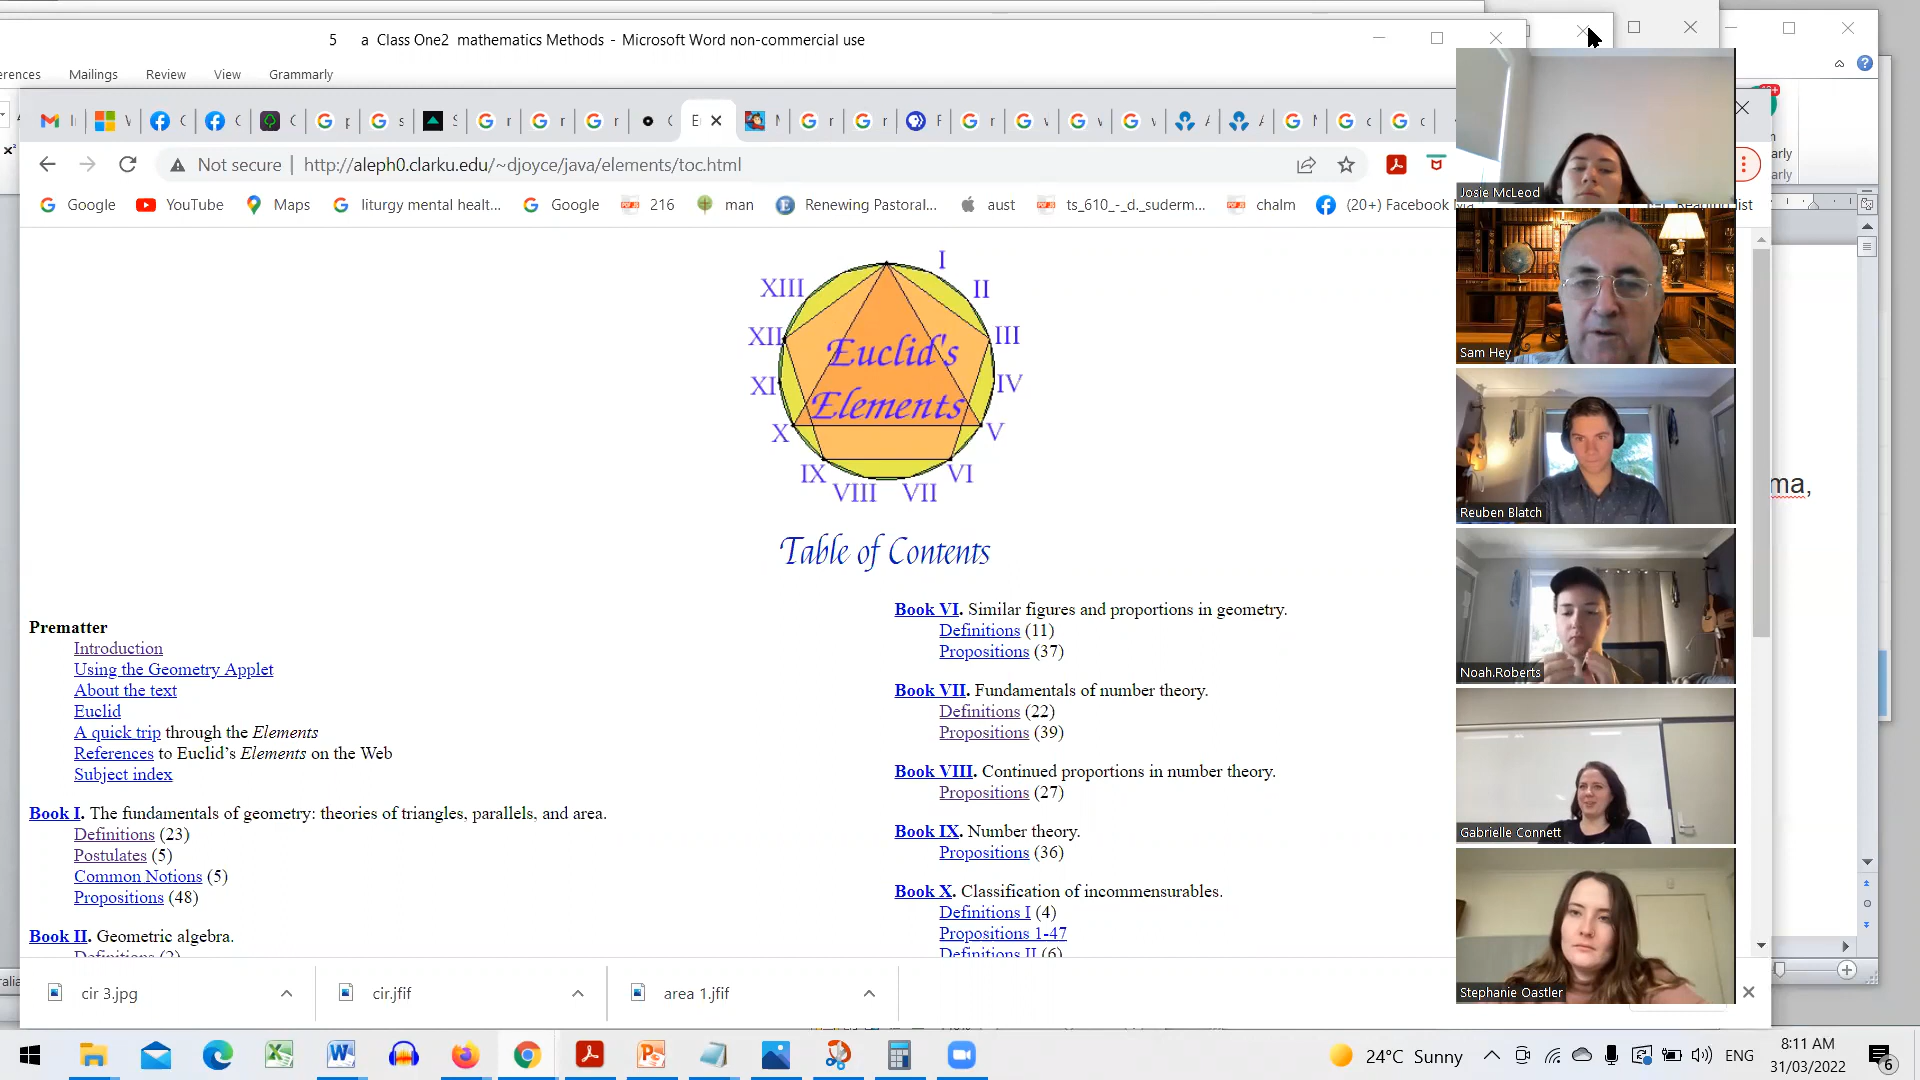 5 a Class One2 mathematics Methods - Microsoft Word non-commercial use
erences Mailings Review View Grammarly
Not secure http://aleph0.clarku.edu/~djoyce/java/elements/toc.html
arly
arly
Google YouTube Maps liturgy mental healt... Google 216 man Renewing Pastoral... aust ts_610_-_d._suderm... chalm (20+) Facebook
I
II
III
IV
V
VI
VII
VIII
IX
X
XI
XII
XIII
Euclid's
Elements
Table of Contents
Prematter
Introduction
Using the Geometry Applet
About the text
Euclid
A quick trip through the Elements
References to Euclid's Elements on the Web
Subject index
Book I. The fundamentals of geometry: theories of triangles, parallels, and area.
Definitions (23)
Postulates (5)
Common Notions (5)
Propositions (48)
Book II. Geometric algebra.
Definitions (2)
Book VI. Similar figures and proportions in geometry.
Definitions (11)
Propositions (37)
Book VII. Fundamentals of number theory.
Definitions (22)
Propositions (39)
Book VIII. Continued proportions in number theory.
Propositions (27)
Book IX. Number theory.
Propositions (36)
Book X. Classification of incommensurables.
Definitions I (4)
Propositions 1-47
Definitions II (6)
ma,
Josie McLeod
Sam Hey
Reuben Blatch
Noah.Roberts
Gabrielle Connett
Stephanie Oastler
cir 3.jpg
cir.jfif
area 1.jfif
24°C Sunny
ENG
8:11 AM
31/03/2022
6